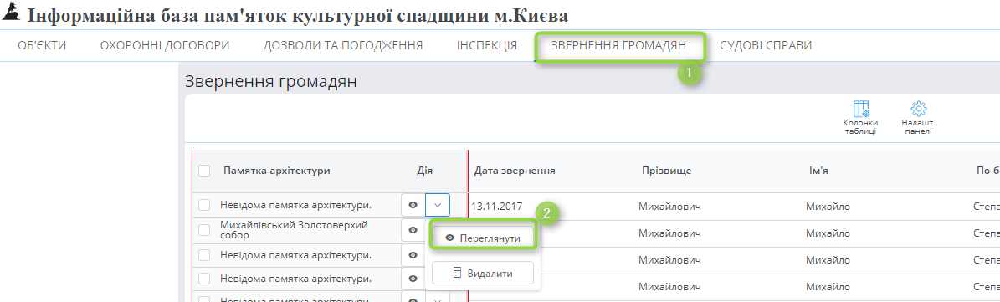 Інформаційна база пам'яток культурної спадщини м.Києва
ОБ'ЄКТИ ОХОРОННІ ДОГОВОРИ ДОЗВОЛИ ТА ПОГОДЖЕННЯ ІНСПЕКЦІЯ ЗВЕРНЕННЯ ГРОМАДЯН СУДОВІ СПРАВИ
1
Звернення громадян
Колонки Налашт.
таблиці панелі
Памятка архітектури Дія Дата звернення Прізвище Ім'я По-б
Невідома памятка архітектури. 13.11.2017 Михайлович Михайло Степа
2
Михайлівський Золотоверхий
собор Михайлович Михайло Степа
Переглянути
Невідома памятка архітектури. Михайлович Михайло Степа
Видалити
Невідома памятка архітектури. Михайлович Михайло Степа
Невідома памятка архітектури.